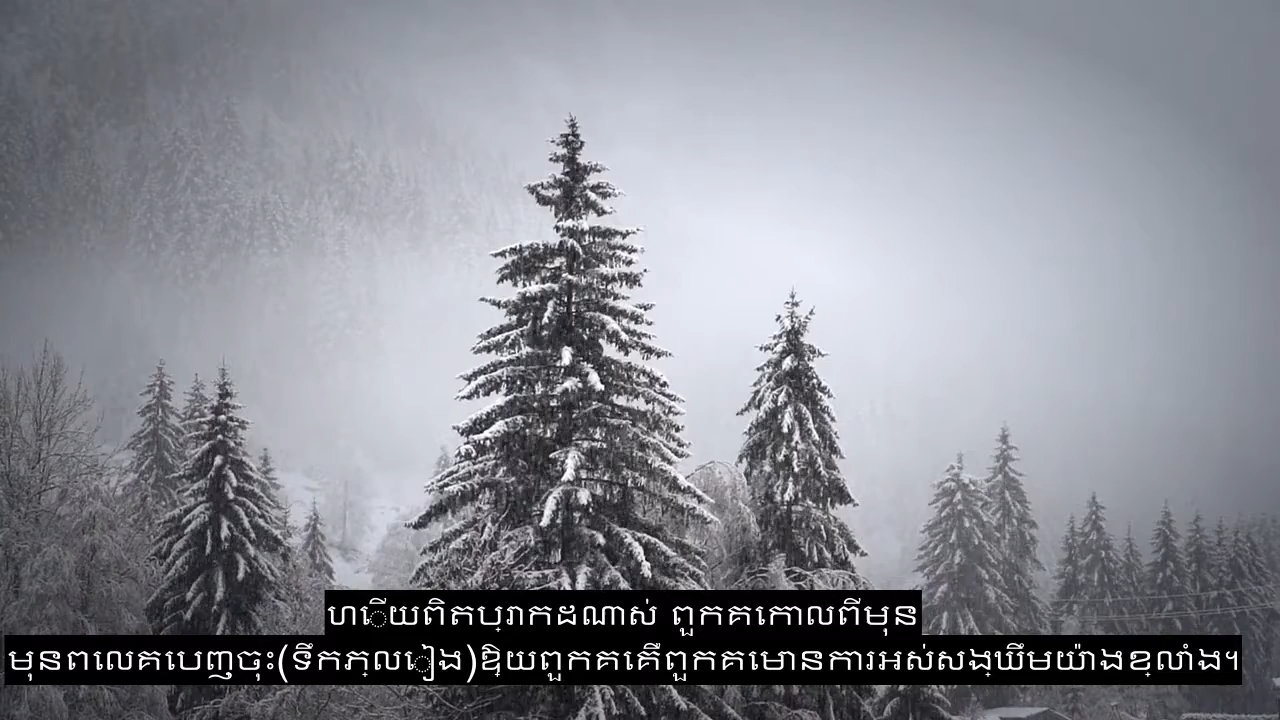 ហើយពិតប្រាកដណាស់ ពួកគេកាលពីមុន
មុនពេលគេបញ្ចុះ(ទឹកភ្លៀង)ឱ្យពួកគេគឺពួកគេមានការអស់សង្ឃឹមយ៉ាងខ្លាំង។